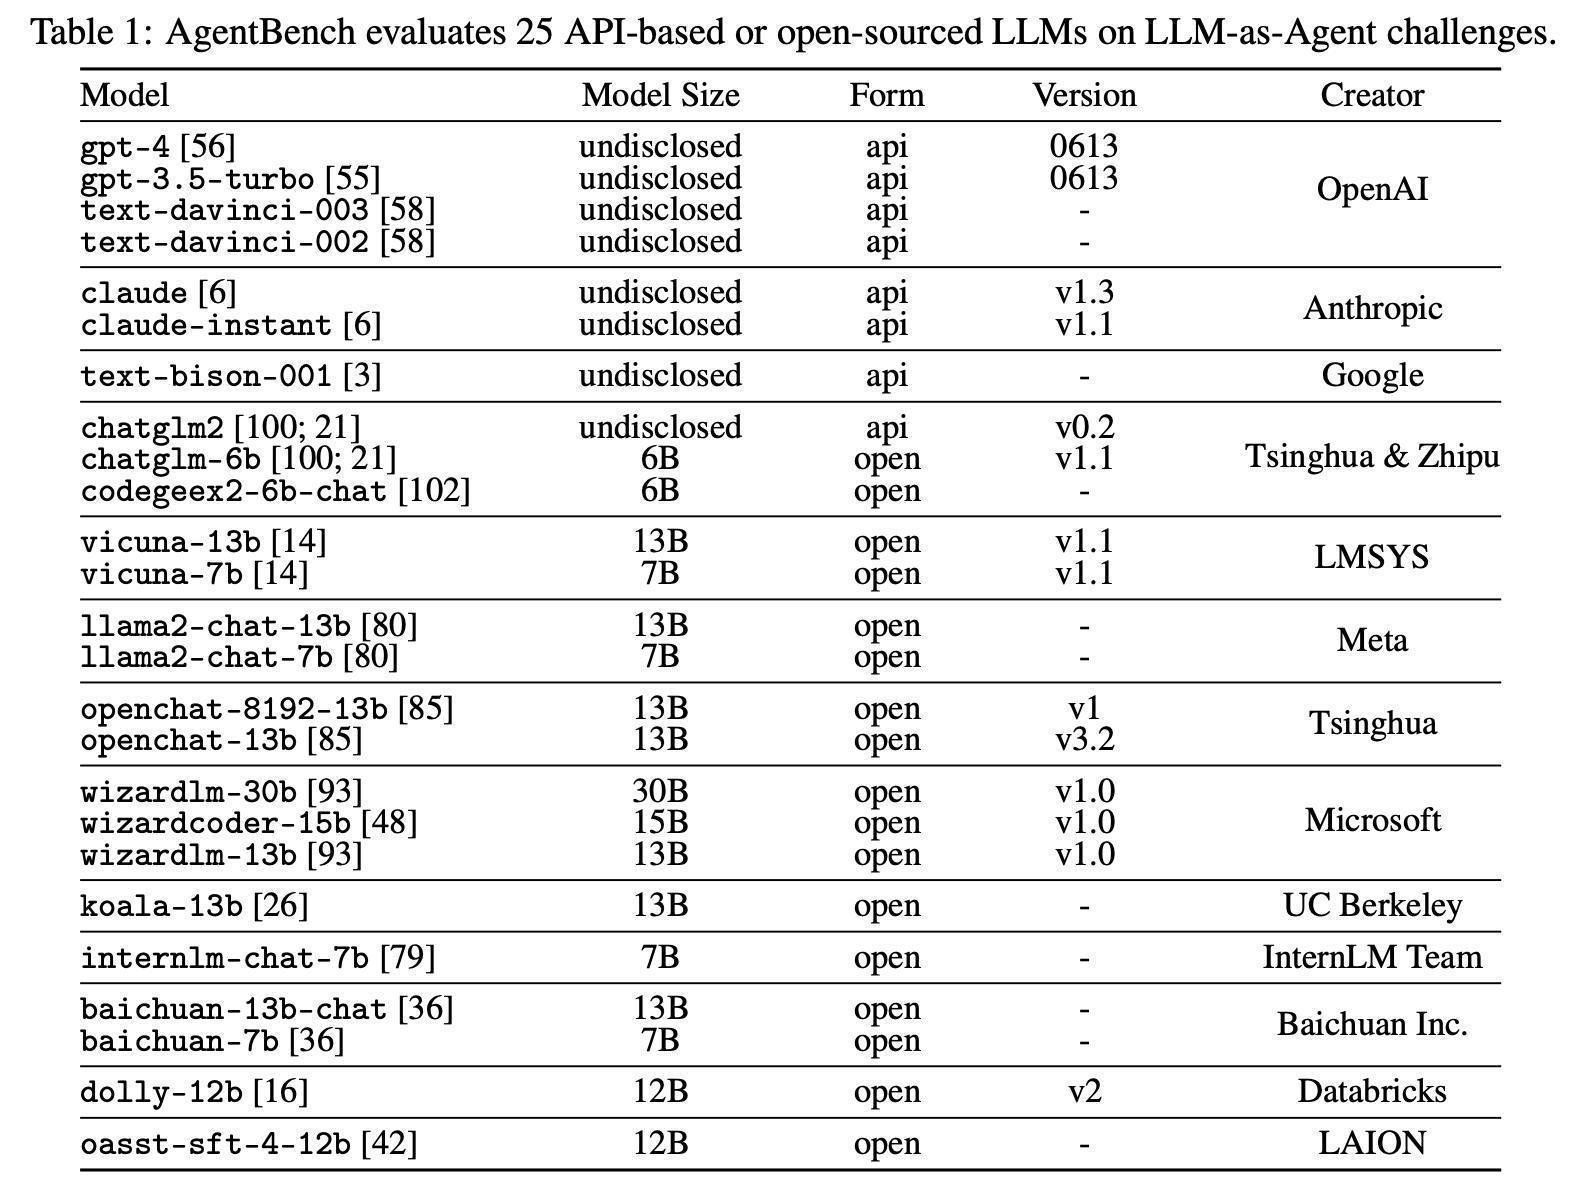 Table 1: AgentBench evaluates 25 API-based or open-sourced LLMs on LLM-as-Agent challenges.
Model Model Size Form Version Creator
gpt-4 [56] undisclosed api 0613
gpt-3.5-turbo [55] undisclosed api 0613
OpenAI
text-davinci-003 [58] undisclosed api -
text-davinci-002 [58] undisclosed api -
claude [6] undisclosed api v1.3
Anthropic
claude-instant [6] undisclosed api v1.1
text-bison-001 [3] undisclosed api - Google
chatglm2 [100; 21] undisclosed api v0.2
chatglm-6b [100; 21] 6B open v1.1 Tsinghua & Zhipu
codegeex2-6b-chat [102] 6B open -
vicuna-13b [14] 13B open v1.1
LMSYS
vicuna-7b [14] 7B open v1.1
llama2-chat-13b [80] 13B open -
Meta
llama2-chat-7b [80] 7B open -
openchat-8192-13b [85] 13B open v1
Tsinghua
openchat-13b [85] 13B open v3.2
wizardlm-30b [93] 30B open v1.0
wizardcoder-15b [48] 15B open v1.0 Microsoft
wizardlm-13b [93] 13B open v1.0
koala-13b [26] 13B open - UC Berkeley
internlm-chat-7b [79] 7B open - InternLM Team
baichuan-13b-chat [36] 13B open -
Baichuan Inc.
baichuan-7b [36] 7B open -
dolly-12b [16] 12B open v2 Databricks
oasst-sft-4-12b [42] 12B open - LAION